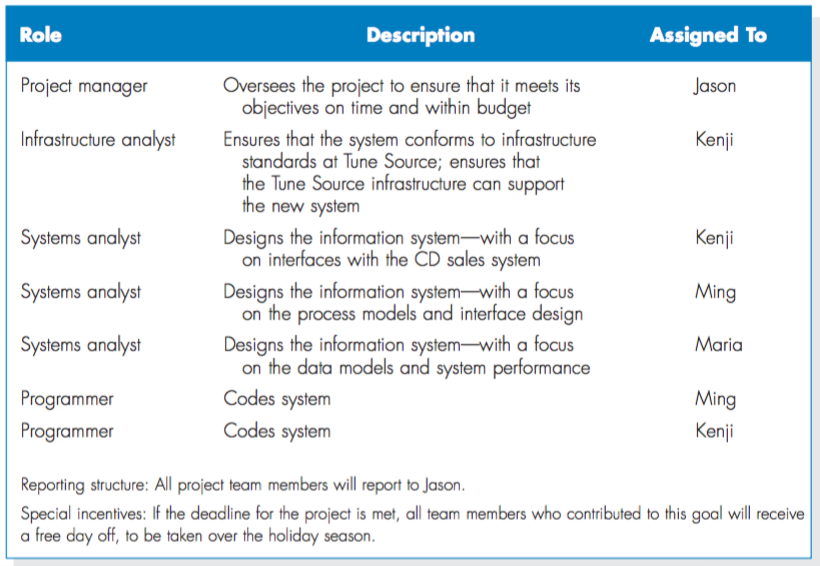 Role Description Assigned To
Project manager Oversees the project to ensure that it meets its Jason
objectives on time and within budget
Infrastructure analyst Ensures that the system conforms to infrastructure Kenji
standards at Tune Source; ensures that
the Tune Source infrastructure can support
the new system
Systems analyst Designs the information system—with a focus Kenji
on interfaces with the CD sales system
Systems analyst Designs the information system—with a focus Ming
on the process models and interface design
Systems analyst Designs the information system—with a focus Maria
on the data models and system performance
Programmer Codes system Ming
Programmer Codes system Kenji
Reporting structure: All project team members will report to Jason.
Special incentives: If the deadline for the project is met, all team members who contributed to this goal will receive
a free day off, to be taken over the holiday season.